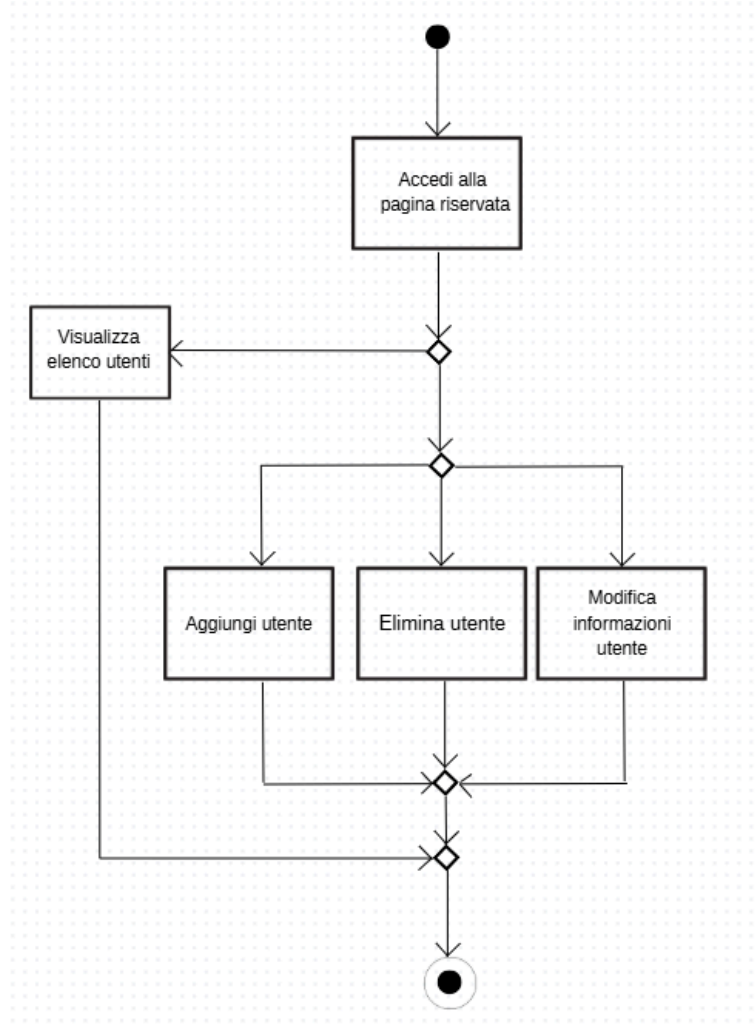 Accedi alla
pagina riservata
Visualizza
elenco utenti
Aggiungi utente
Elimina utente
Modifica
informazioni
utente